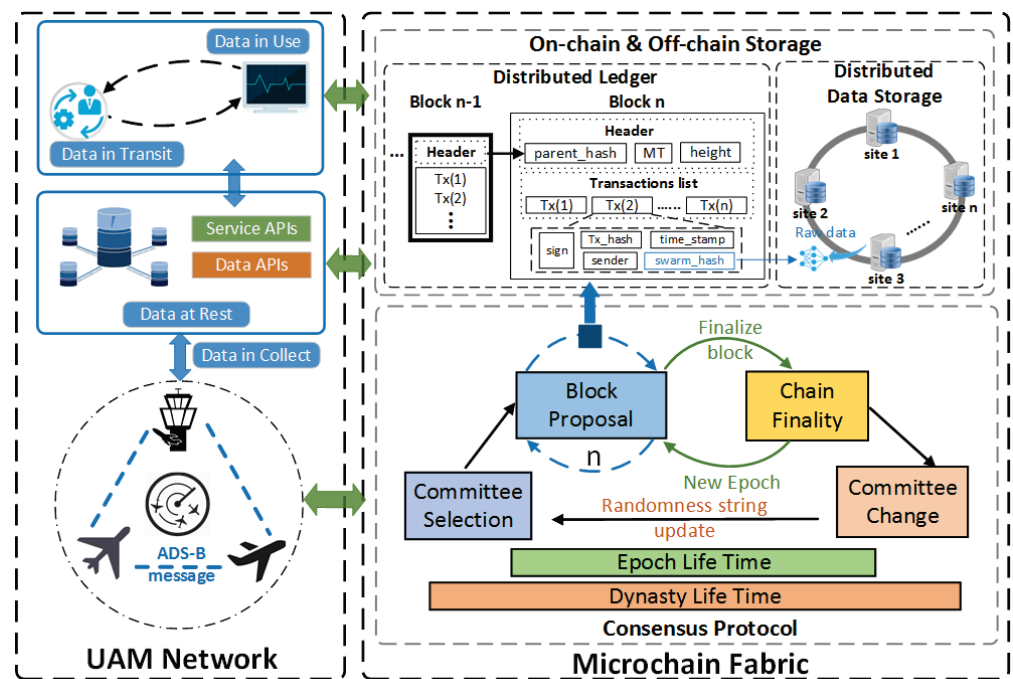 Data in Use
Data in Transit
Service APIs
Data APIs
Data at Rest
Data in Collect
ADS-B
message
UAM Network
On-chain & Off-chain Storage
Distributed Ledger
Block n-1
Block n
...
Header
Tx(1)
Tx(2)
Header
parent_hash
MT
height
Transactions list
Tx(1)
Tx(2)
......
Tx(n)
sign
Tx_hash
time_stamp
sender
swarm_hash
Distributed
Data Storage
site 1
site 2
site n
......
Raw data
site 3
Finalize
block
Block
Proposal
Chain
Finality
n
New Epoch
Committee
Selection
Randomness string
update
Committee
Change
Epoch Life Time
Dynasty Life Time
Consensus Protocol
Microchain Fabric